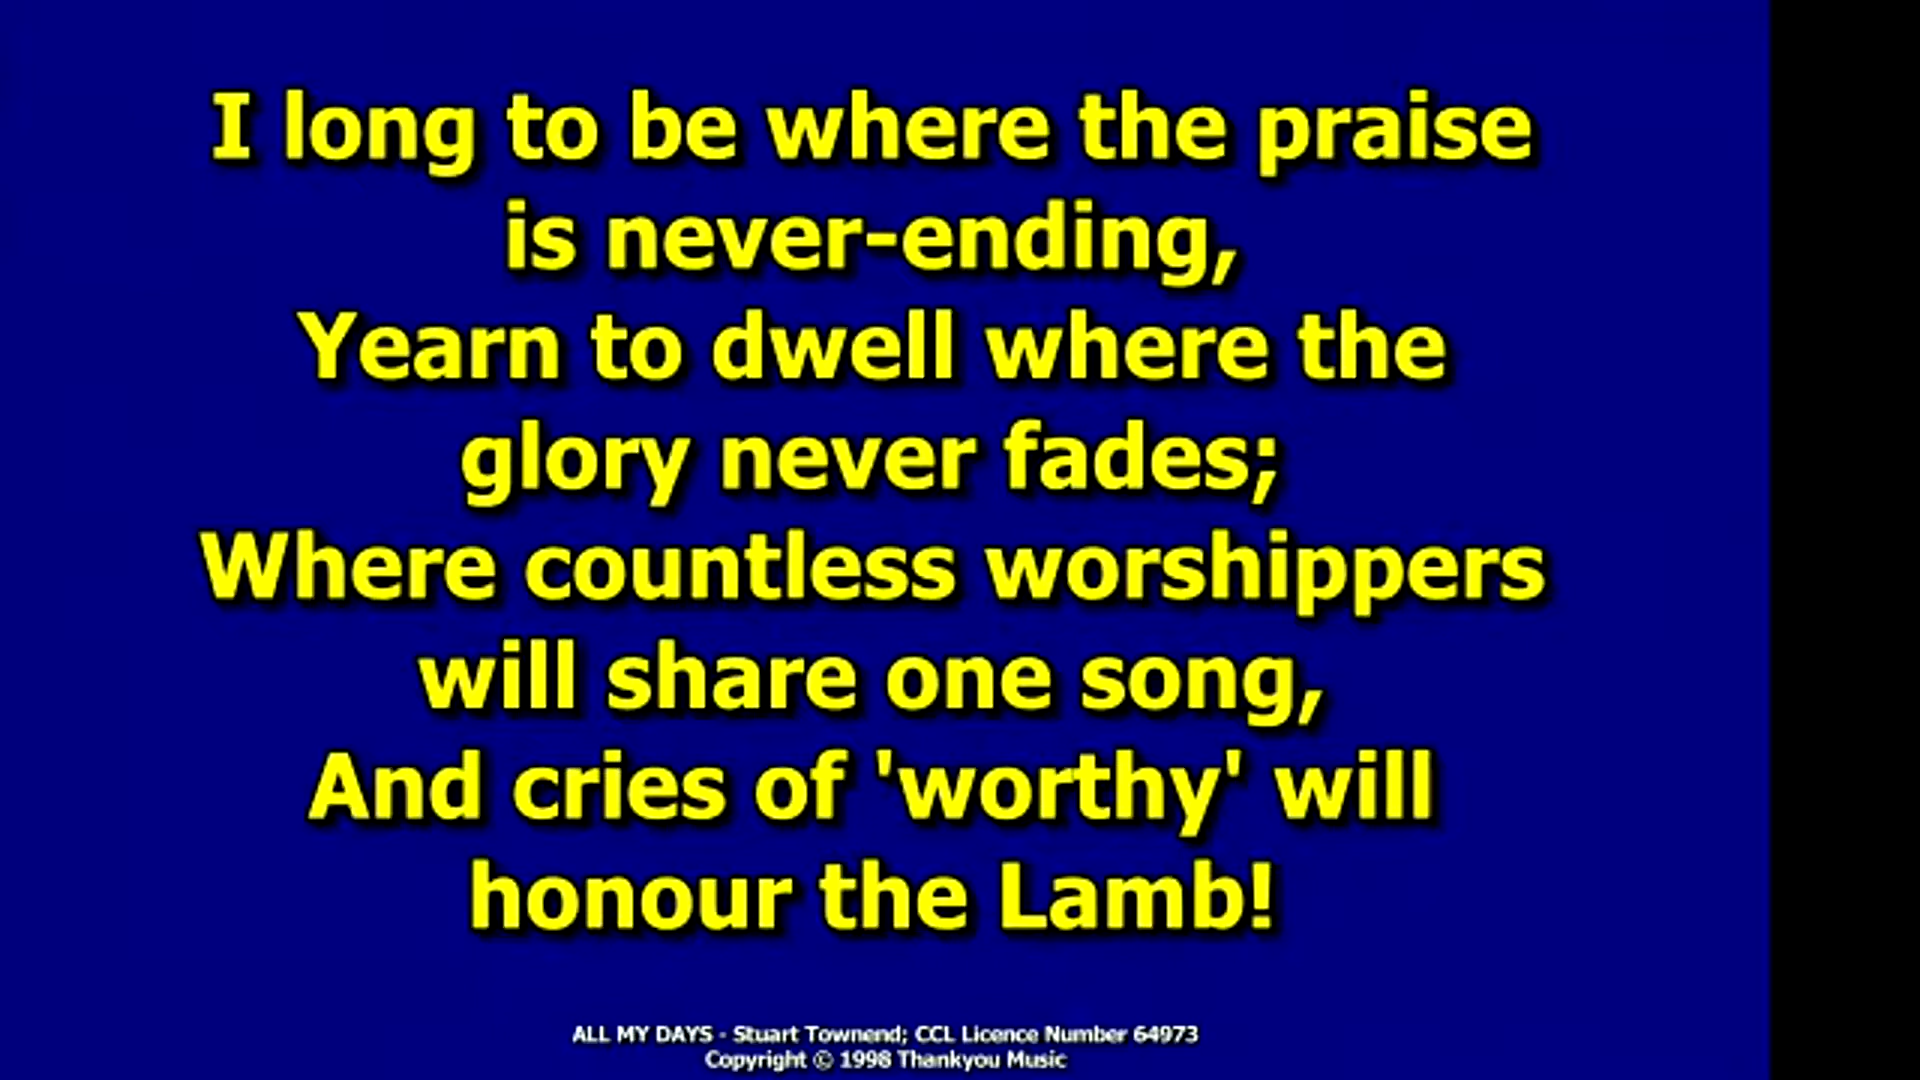 I long to be where the praise
is never-ending,
Yearn to dwell where the
glory never fades;
Where countless worshippers
will share one song,
And cries of 'worthy' will
honour the Lamb!
ALL MY DAYS - Stuart Townend; CCL Licence Number 64973
Copyright © 1998 Thankyou Music